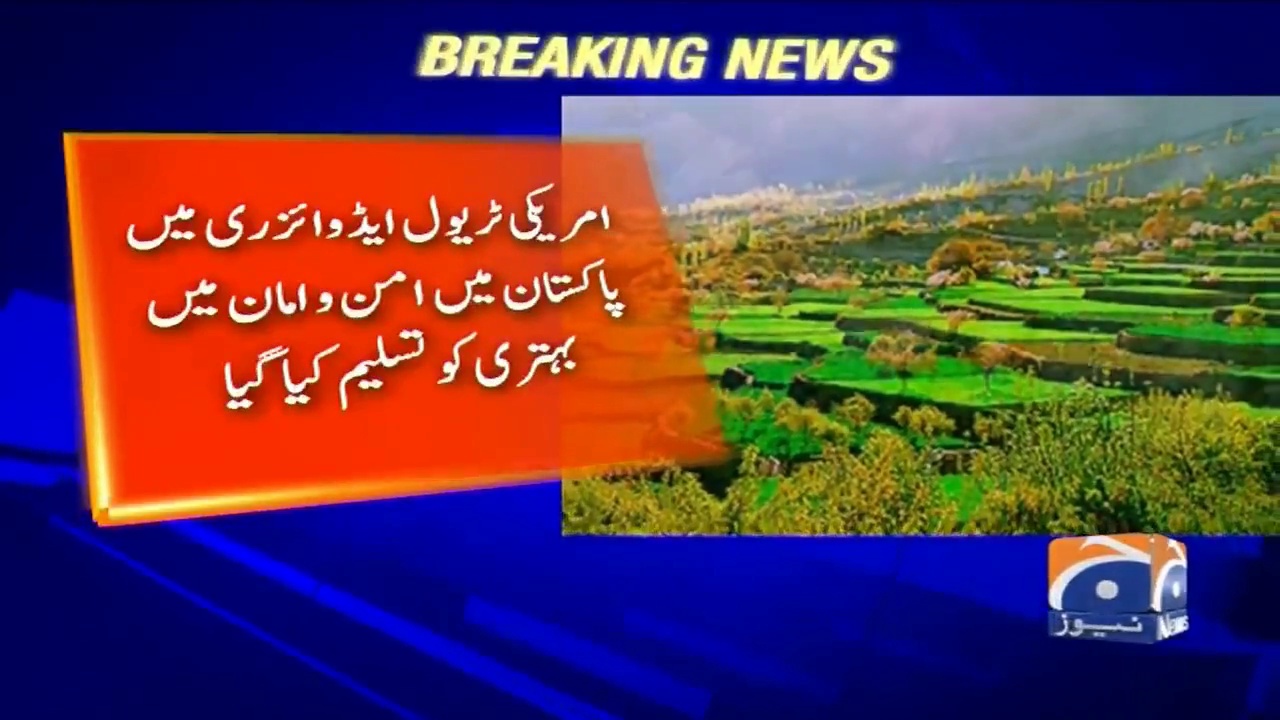 BREAKING NEWS
امریکی ٹریول ایڈوائزری میں
پاکستان میں امن و امان میں
بہتری کو تسلیم کیا گیا
نیوز News